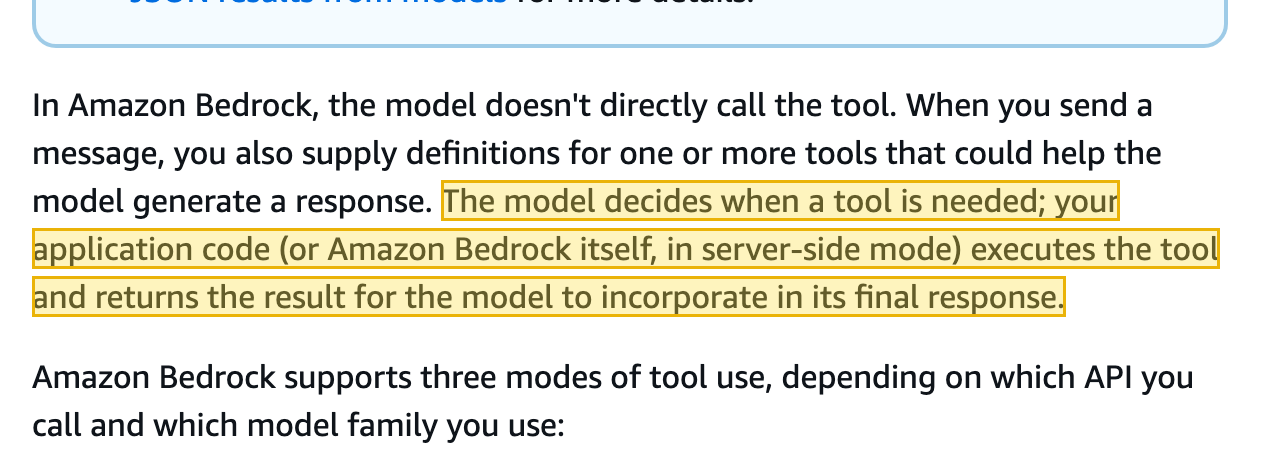 JSON results from models for more details.
In Amazon Bedrock, the model doesn't directly call the tool. When you send a
message, you also supply definitions for one or more tools that could help the
model generate a response. The model decides when a tool is needed; your
application code (or Amazon Bedrock itself, in server-side mode) executes the tool
and returns the result for the model to incorporate in its final response.
Amazon Bedrock supports three modes of tool use, depending on which API you
call and which model family you use: